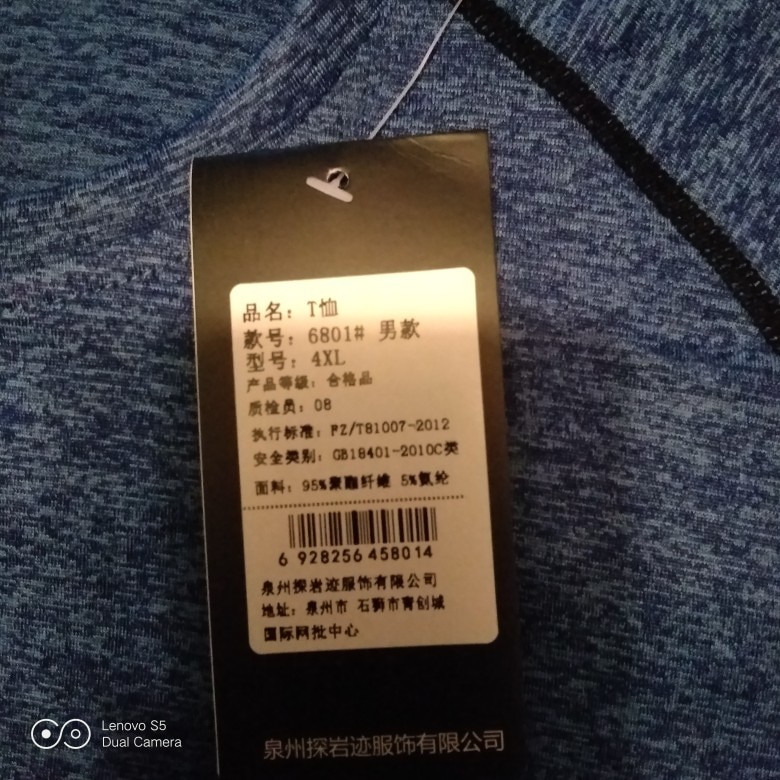 品名：T恤
款号：6801# 男款
型号：4XL
产品等级：合格品
质检员：08
执行标准：FZ/T81007-2012
安全类别：GB18401-2010C类
面料：95%聚酯纤维 5%氨纶
6 928256 458014
泉州探岩迹服饰有限公司
地址：泉州市 石狮市青创城
国际网批中心
泉州探岩迹服饰有限公司
Lenovo S5
Dual Camera